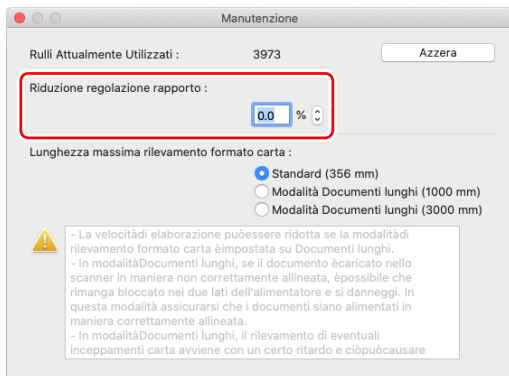 Manutenzione
Rulli Attualmente Utilizzati : 3973 Azzera
Riduzione regolazione rapporto :
0.0 %
Lunghezza massima rilevamento formato carta :
Standard (356 mm)
Modalità Documenti lunghi (1000 mm)
Modalità Documenti lunghi (3000 mm)
- La velocitàdi elaborazione puòessere ridotta se la modalitàdi
rilevamento formato carta èimpostata su Documenti lunghi.
- In modalitàDocumenti lunghi, se il documento ècaricato nello
scanner in maniera non correttamente allineata, èpossibile che
rimanga bloccato nei due lati dell'alimentatore e si danneggi. In
questa modalità assicurarsi che i documenti siano alimentati in
maniera correttamente allineata.
- In modalitàDocumenti lunghi, il rilevamento di eventuali
inceppamenti carta avviene con un certo ritardo e ciòpuòcausare